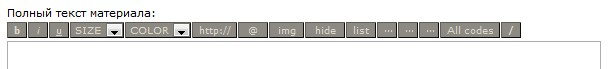 Полный текст материала:
b i u SIZE COLOR http:// @ img hide list ... ... ... All codes /